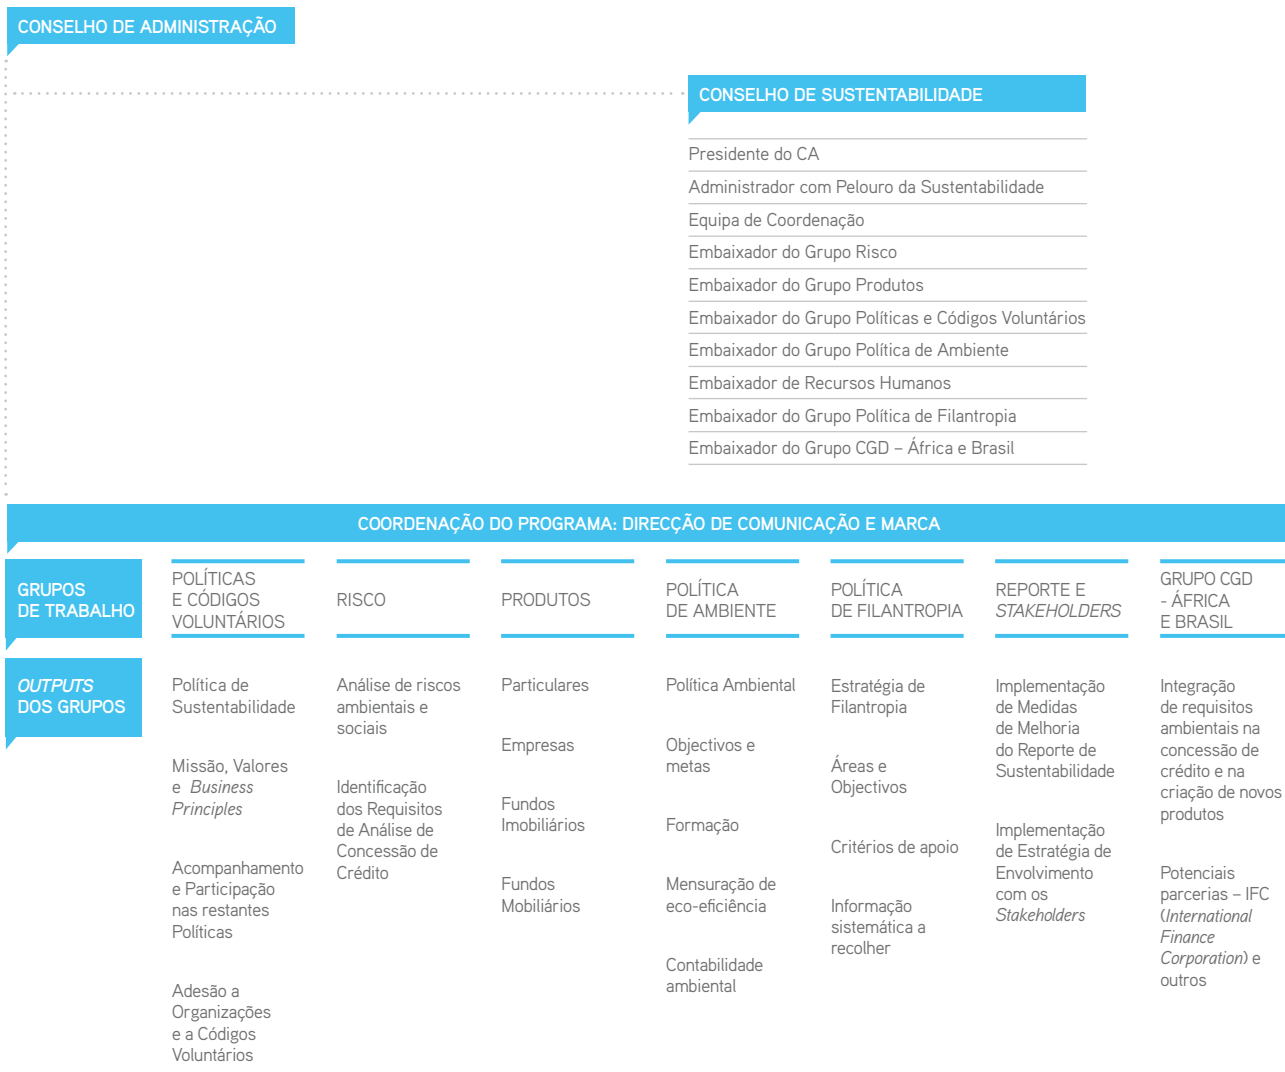 CONSELHO DE ADMINISTRAÇÃO
CONSELHO DE SUSTENTABILIDADE
Presidente do CA
Administrador com Pelouro da Sustentabilidade
Equipa de Coordenação
Embaixador do Grupo Risco
Embaixador do Grupo Produtos
Embaixador do Grupo Políticas e Códigos Voluntários
Embaixador do Grupo Política de Ambiente
Embaixador de Recursos Humanos
Embaixador do Grupo Política de Filantropia
Embaixador do Grupo CGD – África e Brasil
COORDENAÇÃO DO PROGRAMA: DIRECÇÃO DE COMUNICAÇÃO E MARCA
GRUPOS
DE TRABALHO
POLÍTICAS
E CÓDIGOS
VOLUNTÁRIOS
RISCO
PRODUTOS
POLÍTICA
DE AMBIENTE
POLÍTICA
DE FILANTROPIA
REPORTE E
STAKEHOLDERS
GRUPO CGD
- ÁFRICA
E BRASIL
OUTPUTS
DOS GRUPOS
Política de
Sustentabilidade
Missão, Valores
e Business
Principles
Acompanhamento
e Participação
nas restantes
Políticas
Adesão a
Organizações
e a Códigos
Voluntários
Análise de riscos
ambientais e
sociais
Identificação
dos Requisitos
de Análise de
Concessão de
Crédito
Particulares
Empresas
Fundos
Imobiliários
Fundos
Mobiliários
Política Ambiental
Objectivos e
metas
Formação
Mensuração de
eco-eficiência
Contabilidade
ambiental
Estratégia de
Filantropia
Áreas e
Objectivos
Critérios de apoio
Informação
sistemática a
recolher
Implementação
de Medidas
de Melhoria
do Reporte de
Sustentabilidade
Implementação
de Estratégia de
Envolvimento
com os
Stakeholders
Integração
de requisitos
ambientais na
concessão de
crédito e na
criação de novos
produtos
Potenciais
parcerias – IFC
(International
Finance
Corporation) e
outros